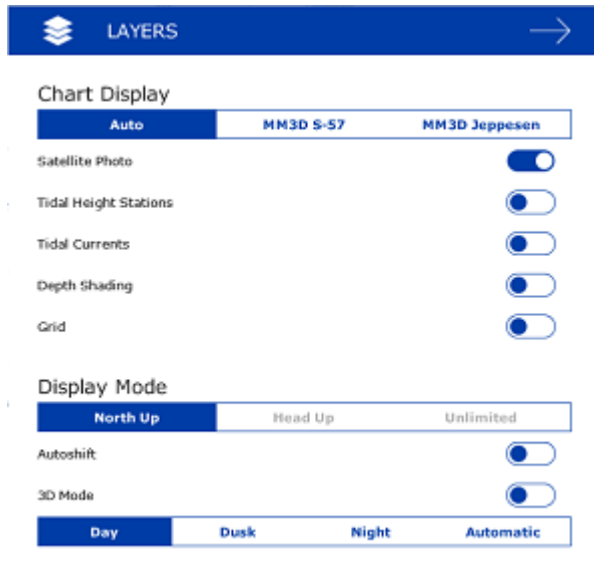 LAYERS
Chart Display
Auto MM3D S-57 MM3D Jeppesen
Satellite Photo
Tidal Height Stations
Tidal Currents
Depth Shading
Grid
Display Mode
North Up Head Up Unlimited
Autoshift
3D Mode
Day Dusk Night Automatic